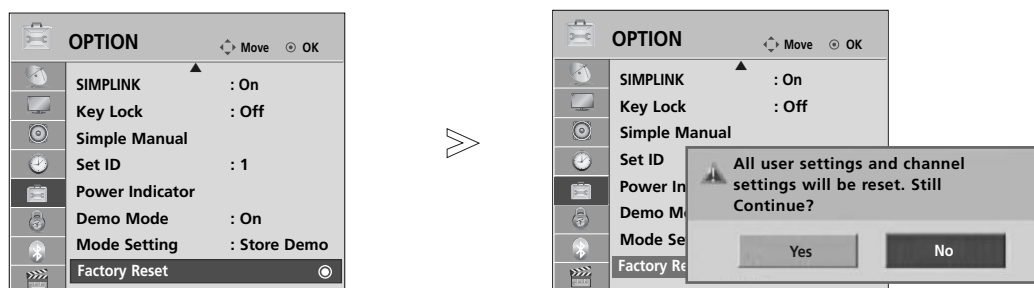 OPTION
Move OK
SIMPLINK : On
Key Lock : Off
Simple Manual
Set ID : 1
Power Indicator
Demo Mode : On
Mode Setting : Store Demo
Factory Reset
OPTION
Move OK
SIMPLINK : On
Key Lock : Off
Simple Manual
Set ID
Power In
Demo M
Mode Se
Factory Re
All user settings and channel
settings will be reset. Still
Continue?
Yes No